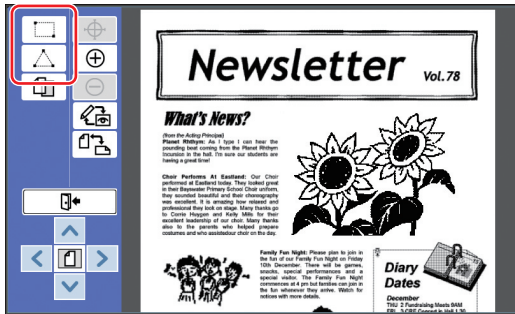 Newsletter Vol. 78
What's News?
(from the Acting Principal)
Planet Rhthym: As I type I can hear the
pounding beat coming from the Planet Rhthym
Incursion in the hall. I'm sure our students are
having a great time!
Choir Performs At Eastland: Our Choir
performed at Eastland today. They looked great
in their Bayswater Primary School Choir uniform,
they sounded beautiful and their choreography
was excellent. It is amazing how relaxed and
professional they look on stage. Many thanks go
to Corrie Huygen and Kelly Mills for their
excellent leadership of our choir. Many thanks
also to the parents who helped prepare
costumes and who assistedour choir on the day.
Family Fun Night: Please plan to join in
the fun of our Family Fun Night on Friday
10th December. There will be games,
snacks, special performances and a
special visitor. The Family Fun Night
commences at 4 pm but families can join in
the fun whenever they arrive. Watch for
notices with more details.
Diary
Dates
December
THU 2 Fundraising Meets 9AM